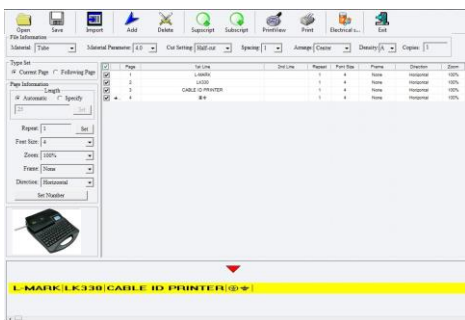 Open Save Import Add Delete Supscript Subscript PrintView Print Electrical s... Exit
File Information
Material: Tube Material Parameter: 4.0 Cut Setting: Half-cut Spacing: 1 Arrange: Center Density: A Copies: 1
Type Set
Current Page Following Page
Page Information
Length
Automatic Specify
25 Set
Repeat: 1 Set
Font Size: 4
Zoom: 100%
Frame: None
Direction: Horizontal
Set Number
Page 1st Line 2nd Line Repeat Font Size Frame Direction Zoom
1 L-MARK 1 4 None Horizontal 100%
2 LK330 1 4 None Horizontal 100%
3 CABLE ID PRINTER 1 4 None Horizontal 100%
4 1 4 None Horizontal 100%
L-MARK|LK330|CABLE ID PRINTER|